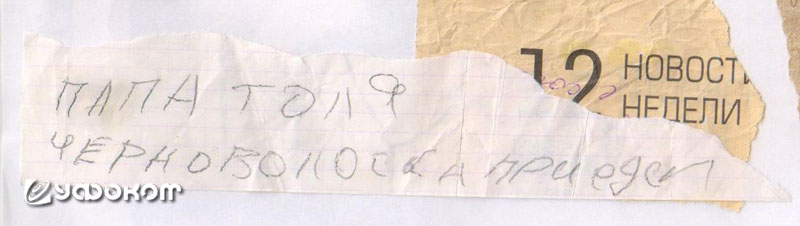 12 НОВОСТИ
НЕДЕЛИ
ПАПА ТОЛЯ
ЧЕРНОВОЛОСКА приедет
уфоком